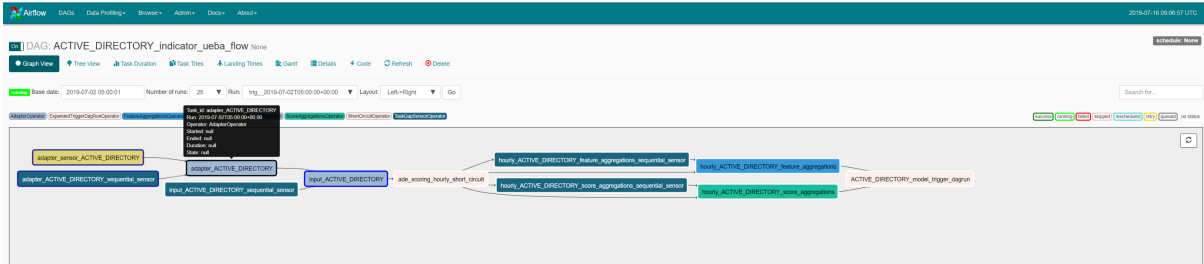 Airflow DAGs Data Profiling Browse Admin Docs About 2019-07-16 09:06:57 UTC
On DAG: ACTIVE_DIRECTORY_indicator_ueba_flow None schedule: None
Graph View Tree View Task Duration Task Tries Landing Times Gantt Details Code Refresh Delete
running Base date: 2019-07-02 05:00:01 Number of runs: 25 Run: trig__2019-07-02T05:00:00+00:00 Layout: Left->Right Go Search for...
Task_id: adapter_ACTIVE_DIRECTORY
Run: 2019-07-02T05:00:00+00:00
Operator: AdapterOperator
Started: null
Ended: null
Duration: null
State: null
AdapterOperator ExpandedTriggerDagRunOperator FeatureAggregationsOperator ScoreAggregationsOperator ShortCircuitOperator TaskGapSensorOperator success running failed skipped rescheduled retry queued no status
adapter_sensor_ACTIVE_DIRECTORY
adapter_ACTIVE_DIRECTORY_sequential_sensor
adapter_ACTIVE_DIRECTORY
input_ACTIVE_DIRECTORY_sequential_sensor
input_ACTIVE_DIRECTORY
ade_scoring_hourly_short_circuit
hourly_ACTIVE_DIRECTORY_feature_aggregations_sequential_sensor
hourly_ACTIVE_DIRECTORY_score_aggregations_sequential_sensor
hourly_ACTIVE_DIRECTORY_feature_aggregations
hourly_ACTIVE_DIRECTORY_score_aggregations
ACTIVE_DIRECTORY_model_trigger_dagrun